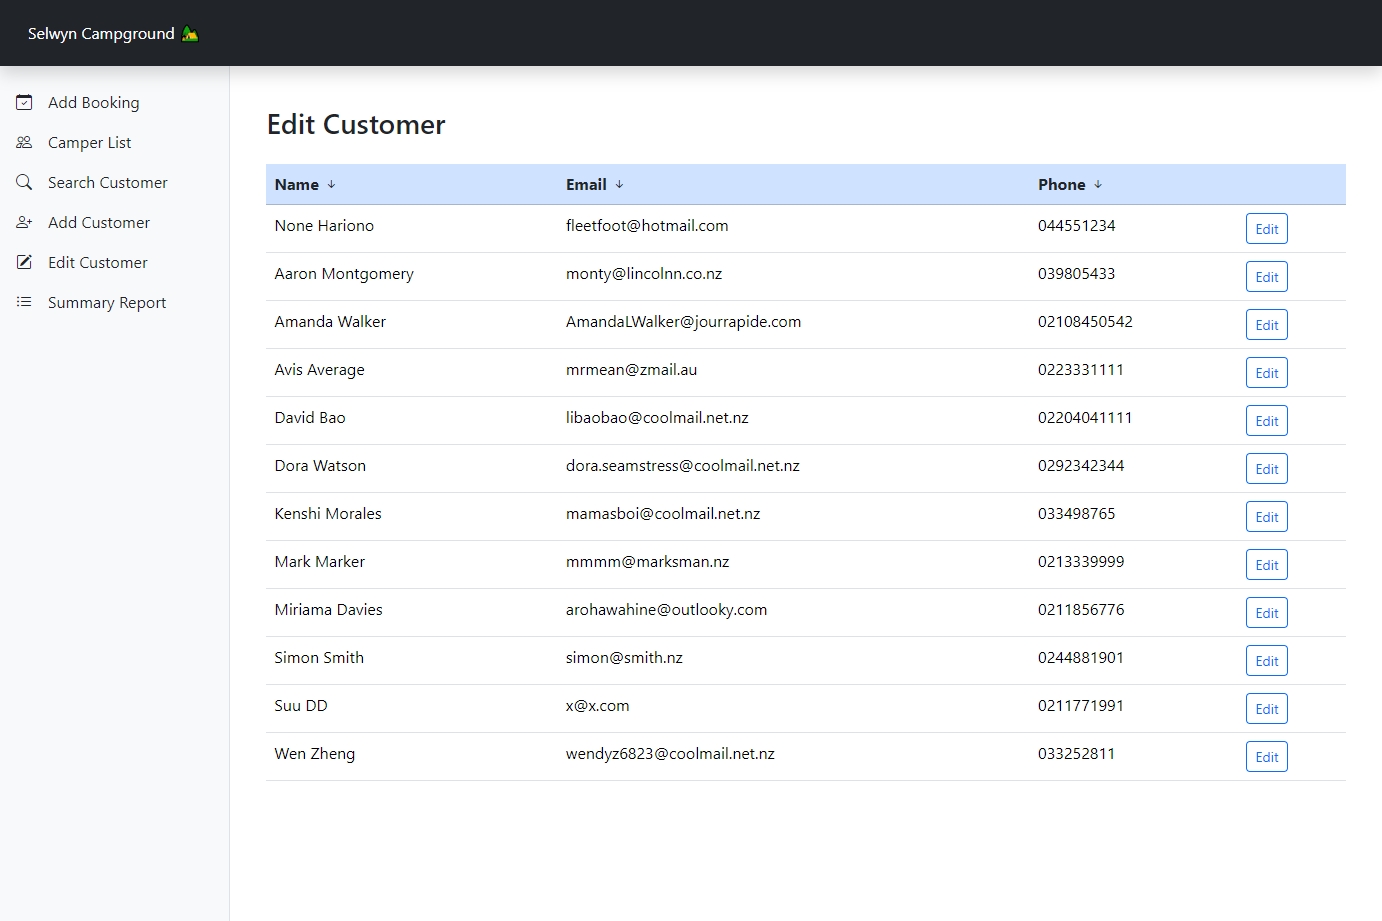 Selwyn Campground
Add Booking
Camper List
Search Customer
Add Customer
Edit Customer
Summary Report
Edit Customer
Name ↓ Email ↓ Phone ↓
None Hariono fleetfoot@hotmail.com 044551234 Edit
Aaron Montgomery monty@lincolnn.co.nz 039805433 Edit
Amanda Walker AmandaLWalker@jourrapide.com 02108450542 Edit
Avis Average mrmean@zmail.au 0223331111 Edit
David Bao libaobao@coolmail.net.nz 02204041111 Edit
Dora Watson dora.seamstress@coolmail.net.nz 0292342344 Edit
Kenshi Morales mamasboi@coolmail.net.nz 033498765 Edit
Mark Marker mmmm@marksman.nz 0213339999 Edit
Miriama Davies arohawahine@outlooky.com 0211856776 Edit
Simon Smith simon@smith.nz 0244881901 Edit
Suu DD x@x.com 0211771991 Edit
Wen Zheng wendyz6823@coolmail.net.nz 033252811 Edit